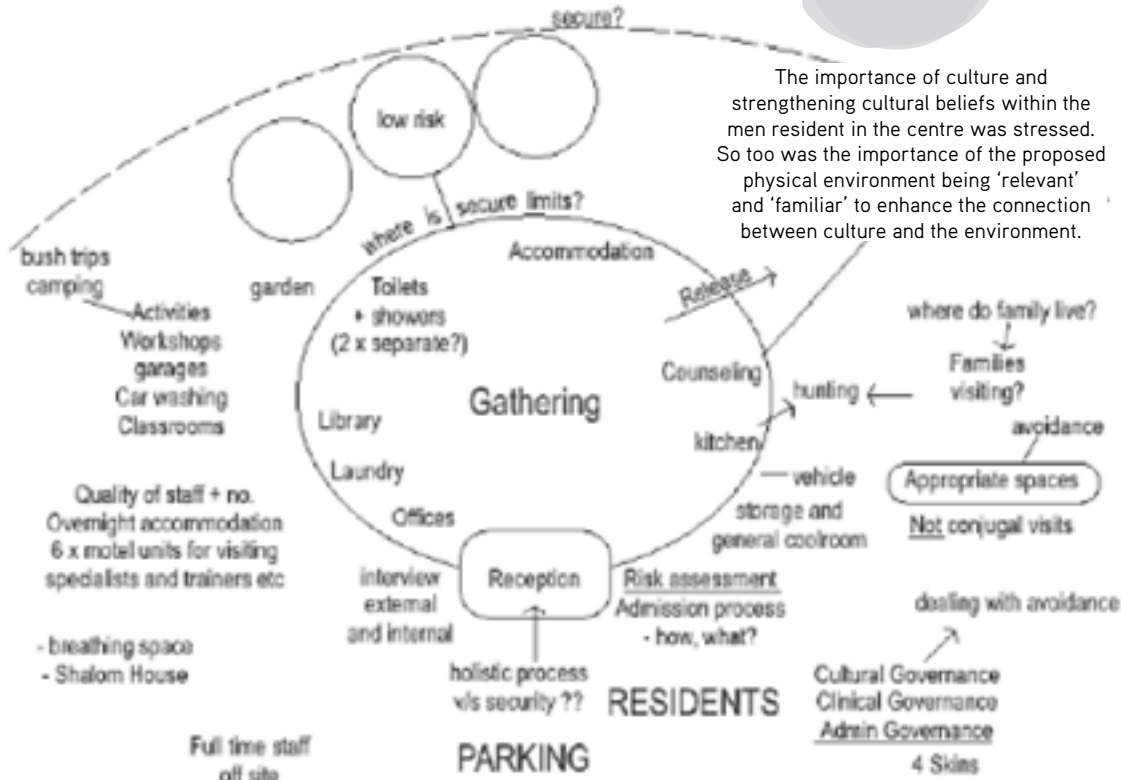 secure?
The importance of culture and
strengthening cultural beliefs within the
men resident in the centre was stressed.
So too was the importance of the proposed
physical environment being ‘relevant’
and ‘familiar’ to enhance the connection
between culture and the environment.
low risk
where is secure limits?
bush trips
camping
Activities
Workshops
garages
Car washing
Classrooms
garden
Toilets
+ showers
(2 x separate?)
Accommodation
Release
Counseling
Gathering
Library
Laundry
Offices
kitchen
hunting
where do family live?
Families
visiting?
avoidance
Appropriate spaces
Not conjugal visits
vehicle
storage and
general coolroom
Quality of staff + no.
Overnight accommodation
6 x motel units for visiting
specialists and trainers etc
interview
external
and internal
Reception
Risk assessment
Admission process
- how, what?
dealing with avoidance
- breathing space
- Shalom House
holistic process
v/s security ??
RESIDENTS
Cultural Governance
Clinical Governance
Admin Governance
4 Skins
Full time staff
off site
PARKING